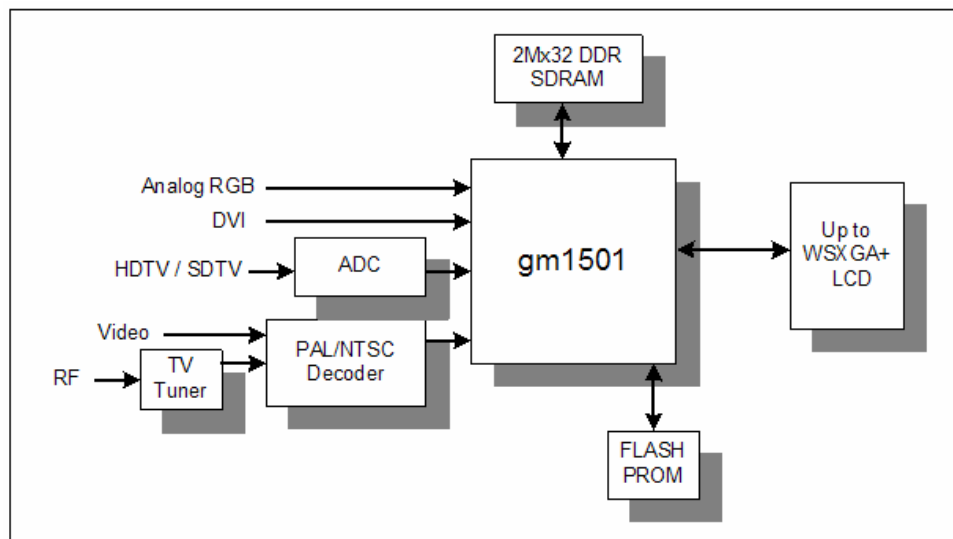 2Mx32 DDR
SDRAM
Analog RGB
DVI
HDTV / SDTV
ADC
gm1501
Up to
WSXGA+
LCD
Video
PAL/NTSC
Decoder
RF
TV
Tuner
FLASH
PROM